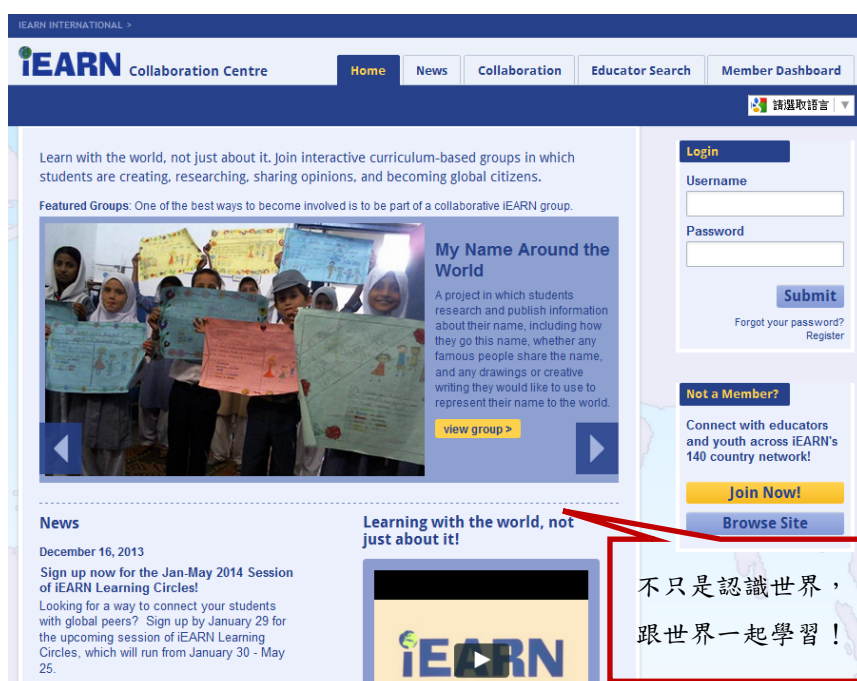 IEARN INTERNATIONAL >
iEARN Collaboration Centre
Home
News
Collaboration
Educator Search
Member Dashboard
請選取語言 ▼
Learn with the world, not just about it. Join interactive curriculum-based groups in which
students are creating, researching, sharing opinions, and becoming global citizens.
Featured Groups: One of the best ways to become involved is to be part of a collaborative iEARN group.
My Name Around the
World
A project in which students
research and publish information
about their name, including how
they go this name, whether any
famous people share the name,
and any drawings or creative
writing they would like to use to
represent their name to the world.
view group >
News
December 16, 2013
Sign up now for the Jan-May 2014 Session
of iEARN Learning Circles!
Looking for a way to connect your students
with global peers? Sign up by January 29 for
the upcoming session of iEARN Learning
Circles, which will run from January 30 - May
25.
Learning with the world, not
just about it!
iEARN
Login
Username
Password
Submit
Forgot your password?
Register
Not a Member?
Connect with educators
and youth across iEARN's
140 country network!
Join Now!
Browse Site
不只是認識世界，
跟世界一起學習！